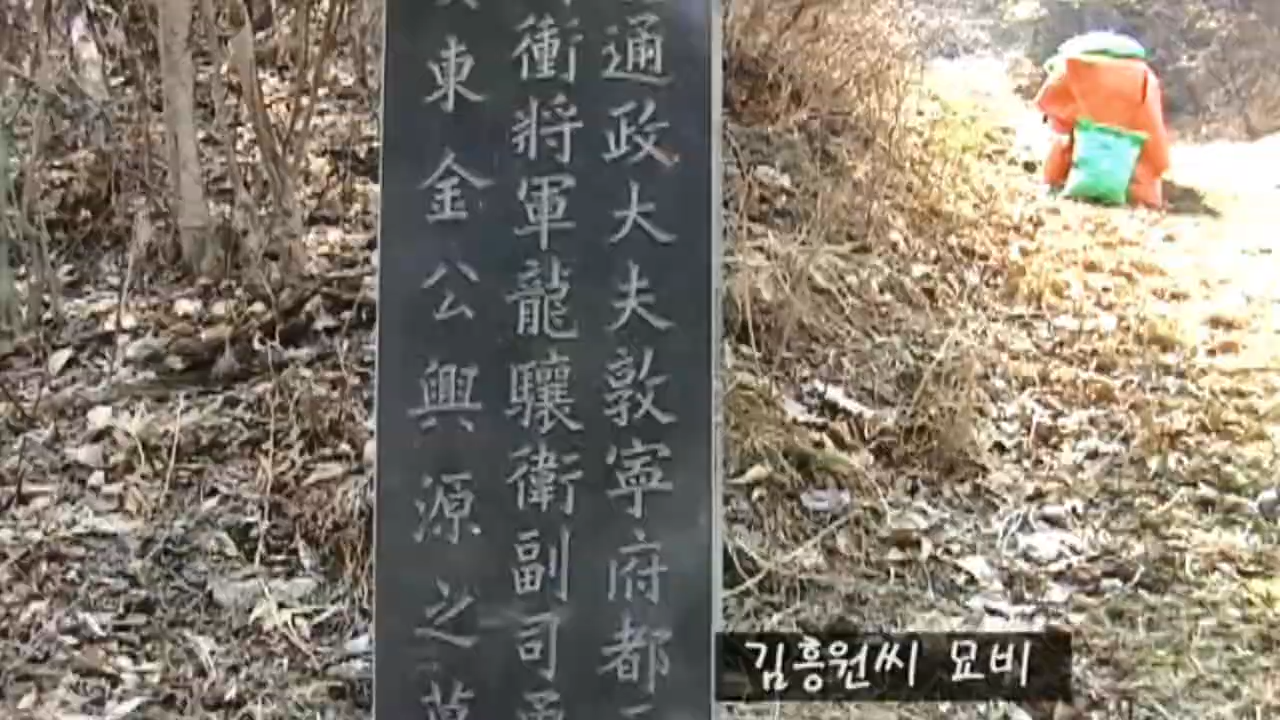 通政大夫敦寧府都
衝將軍龍驤衛副司
東金公興源之
김흥원씨 묘비